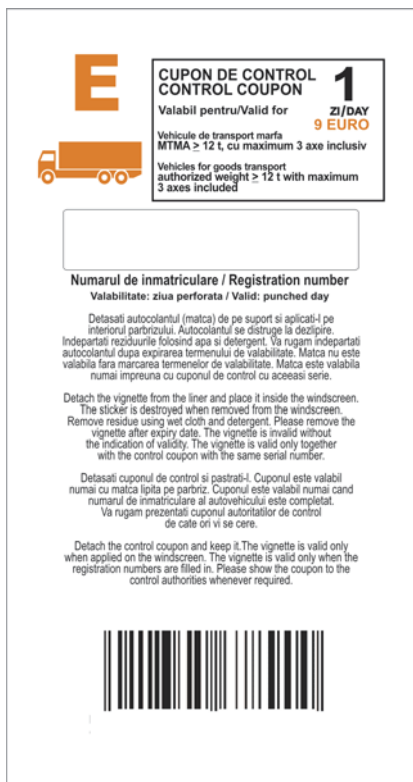 E
CUPON DE CONTROL
CONTROL COUPON
1
Valabil pentru/Valid for
ZI/DAY
9 EURO
Vehicule de transport marfa
MTMA ≥ 12 t, cu maximum 3 axe inclusiv
Vehicles for goods transport
authorized weight ≥ 12 t with maximum
3 axes included
Numarul de inmatriculare / Registration number
Valabilitate: ziua perforata / Valid: punched day
Detasati autocolantul (matca) de pe suport si aplicati-l pe
interiorul parbrizului. Autocolantul se distruge la dezlipire.
Indepartati reziduurile folosind apa si detergent. Va rugam indepartati
autocolantul dupa expirarea termenului de valabilitate. Matca nu este
valabila fara marcarea termenelor de valabilitate. Matca este valabila
numai impreuna cu cuponul de control cu aceeasi serie.
Detach the vignette from the liner and place it inside the windscreen.
The sticker is destroyed when removed from the windscreen.
Remove residue using wet cloth and detergent. Please remove the
vignette after expiry date. The vignette is invalid without
the indication of validity. The vignette is valid only together
with the control coupon with the same serial number.
Detasati cuponul de control si pastrati-l. Cuponul este valabil
numai cu matca lipita pe parbriz. Cuponul este valabil numai cand
numarul de inmatriculare al autovehicului este completat.
Va rugam prezentati cuponul autoritatilor de control
de cate ori vi se cere.
Detach the control coupon and keep it.The vignette is valid only
when applied on the windscreen. The vignette is valid only when the
registration numbers are filled in. Please show the coupon to the
control authorities whenever required.